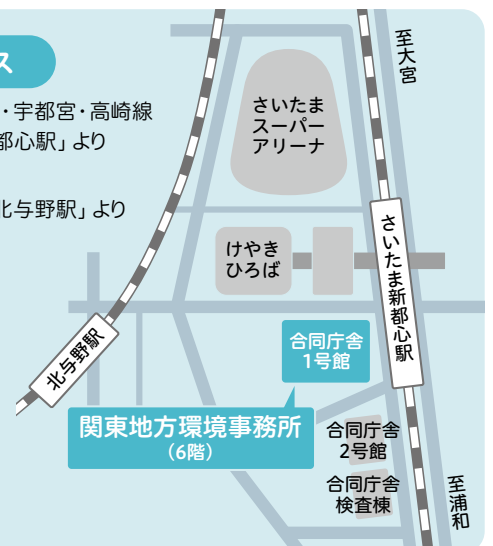 ス
・宇都宮・高崎線
都心駅」より
北与野駅」より
至大宮
さいたま
スーパー
アリーナ
けやき
ひろば
さいたま新都心駅
北与野駅
合同庁舎
1号館
関東地方環境事務所
(6階)
合同庁舎
2号館
合同庁舎
検査棟
至浦和